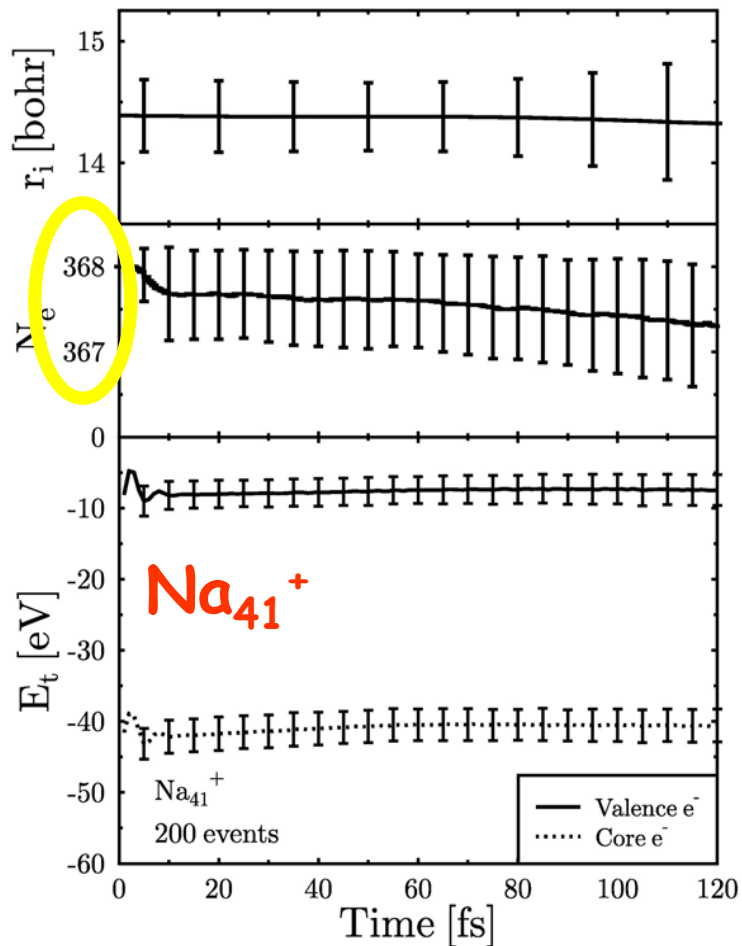 15
14
r_i [bohr]
368
367
N_e
0
-10
-20
-30
-40
-50
-60
E_t [eV]
Na₄₁⁺
Na₄₁⁺
200 events
Valence e⁻
Core e⁻
0 20 40 60 80 100 120
Time [fs]